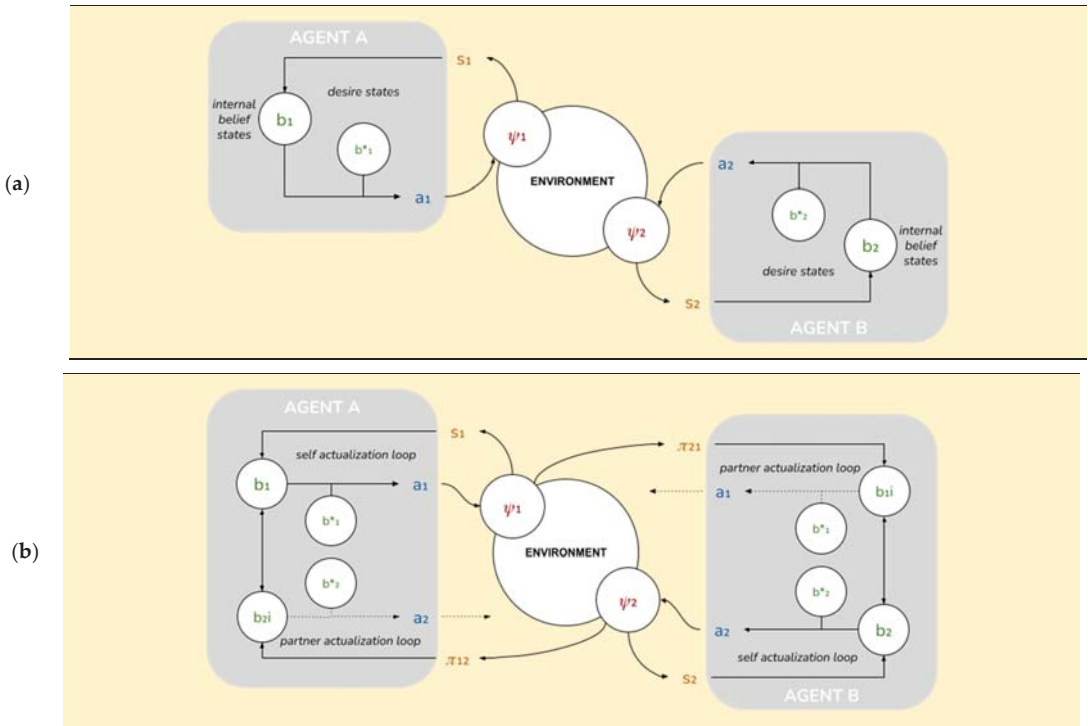 (a)
AGENT A
s1
internal
belief
states
desire states
b1
b*1
a1
ψ1
ENVIRONMENT
ψ2
a2
b*2
b2
internal
belief
states
desire states
s2
AGENT B
(b)
AGENT A
s1
self actualization loop
b1
a1
b*1
b*2
b2i
a2
partner actualization loop
π12
ψ1
ENVIRONMENT
ψ2
π21
partner actualization loop
a1
b1i
b*1
b*2
a2
b2
self actualization loop
s2
AGENT B